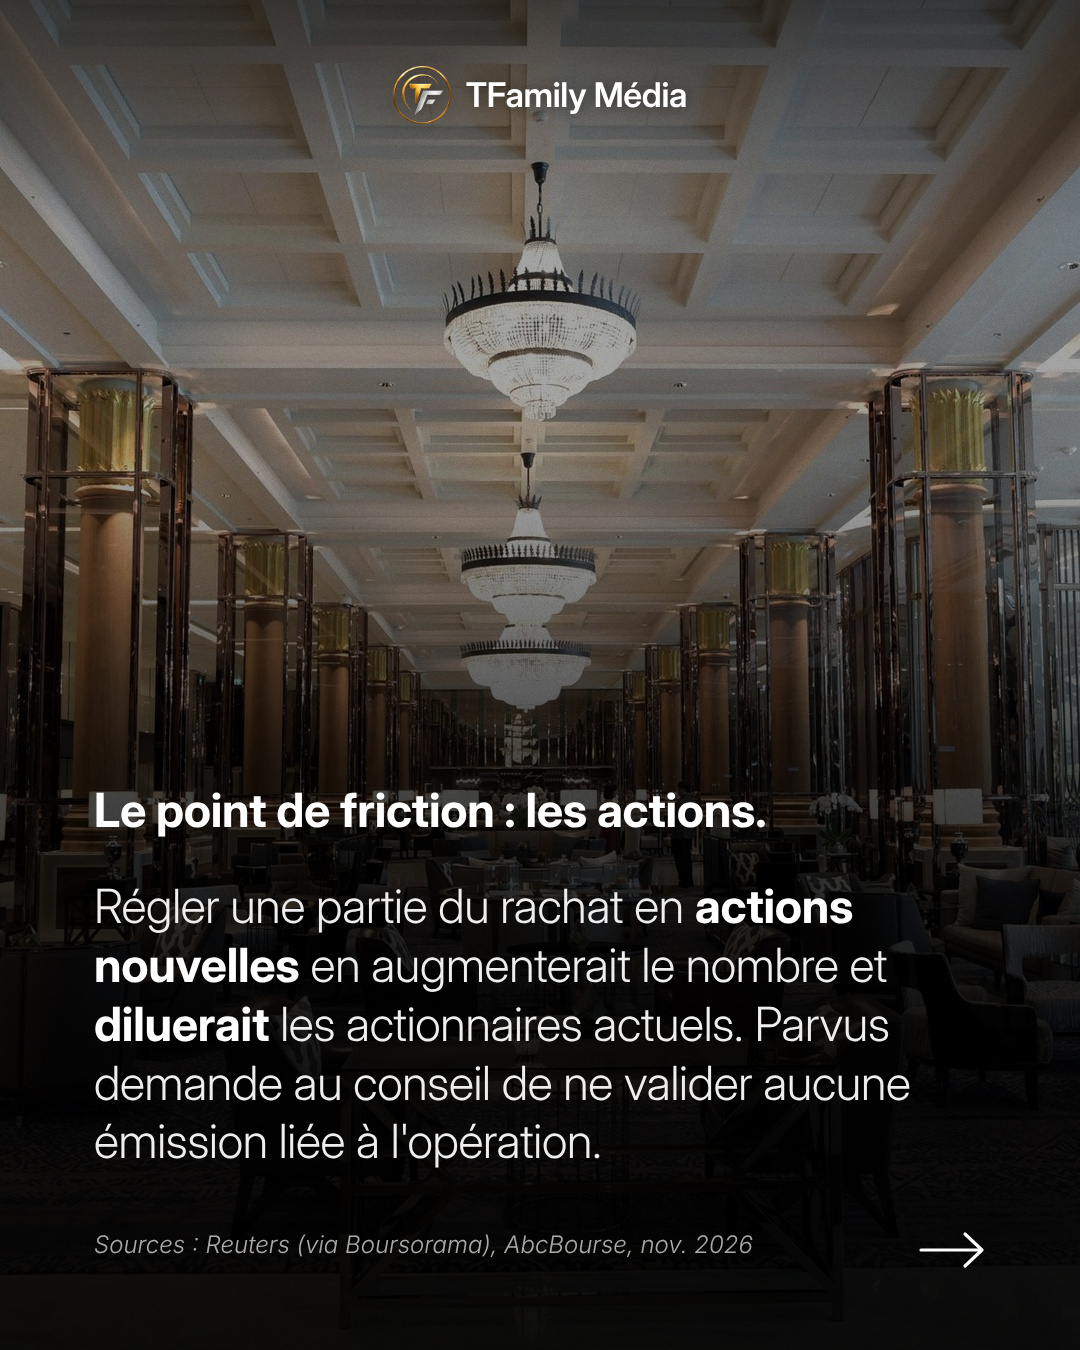 TFamily Média
Le point de friction : les actions.
Régler une partie du rachat en actions
nouvelles en augmenterait le nombre et
diluerait les actionnaires actuels. Parvus
demande au conseil de ne valider aucune
émission liée à l'opération.
Sources : Reuters (via Boursorama), AbcBourse, nov. 2026